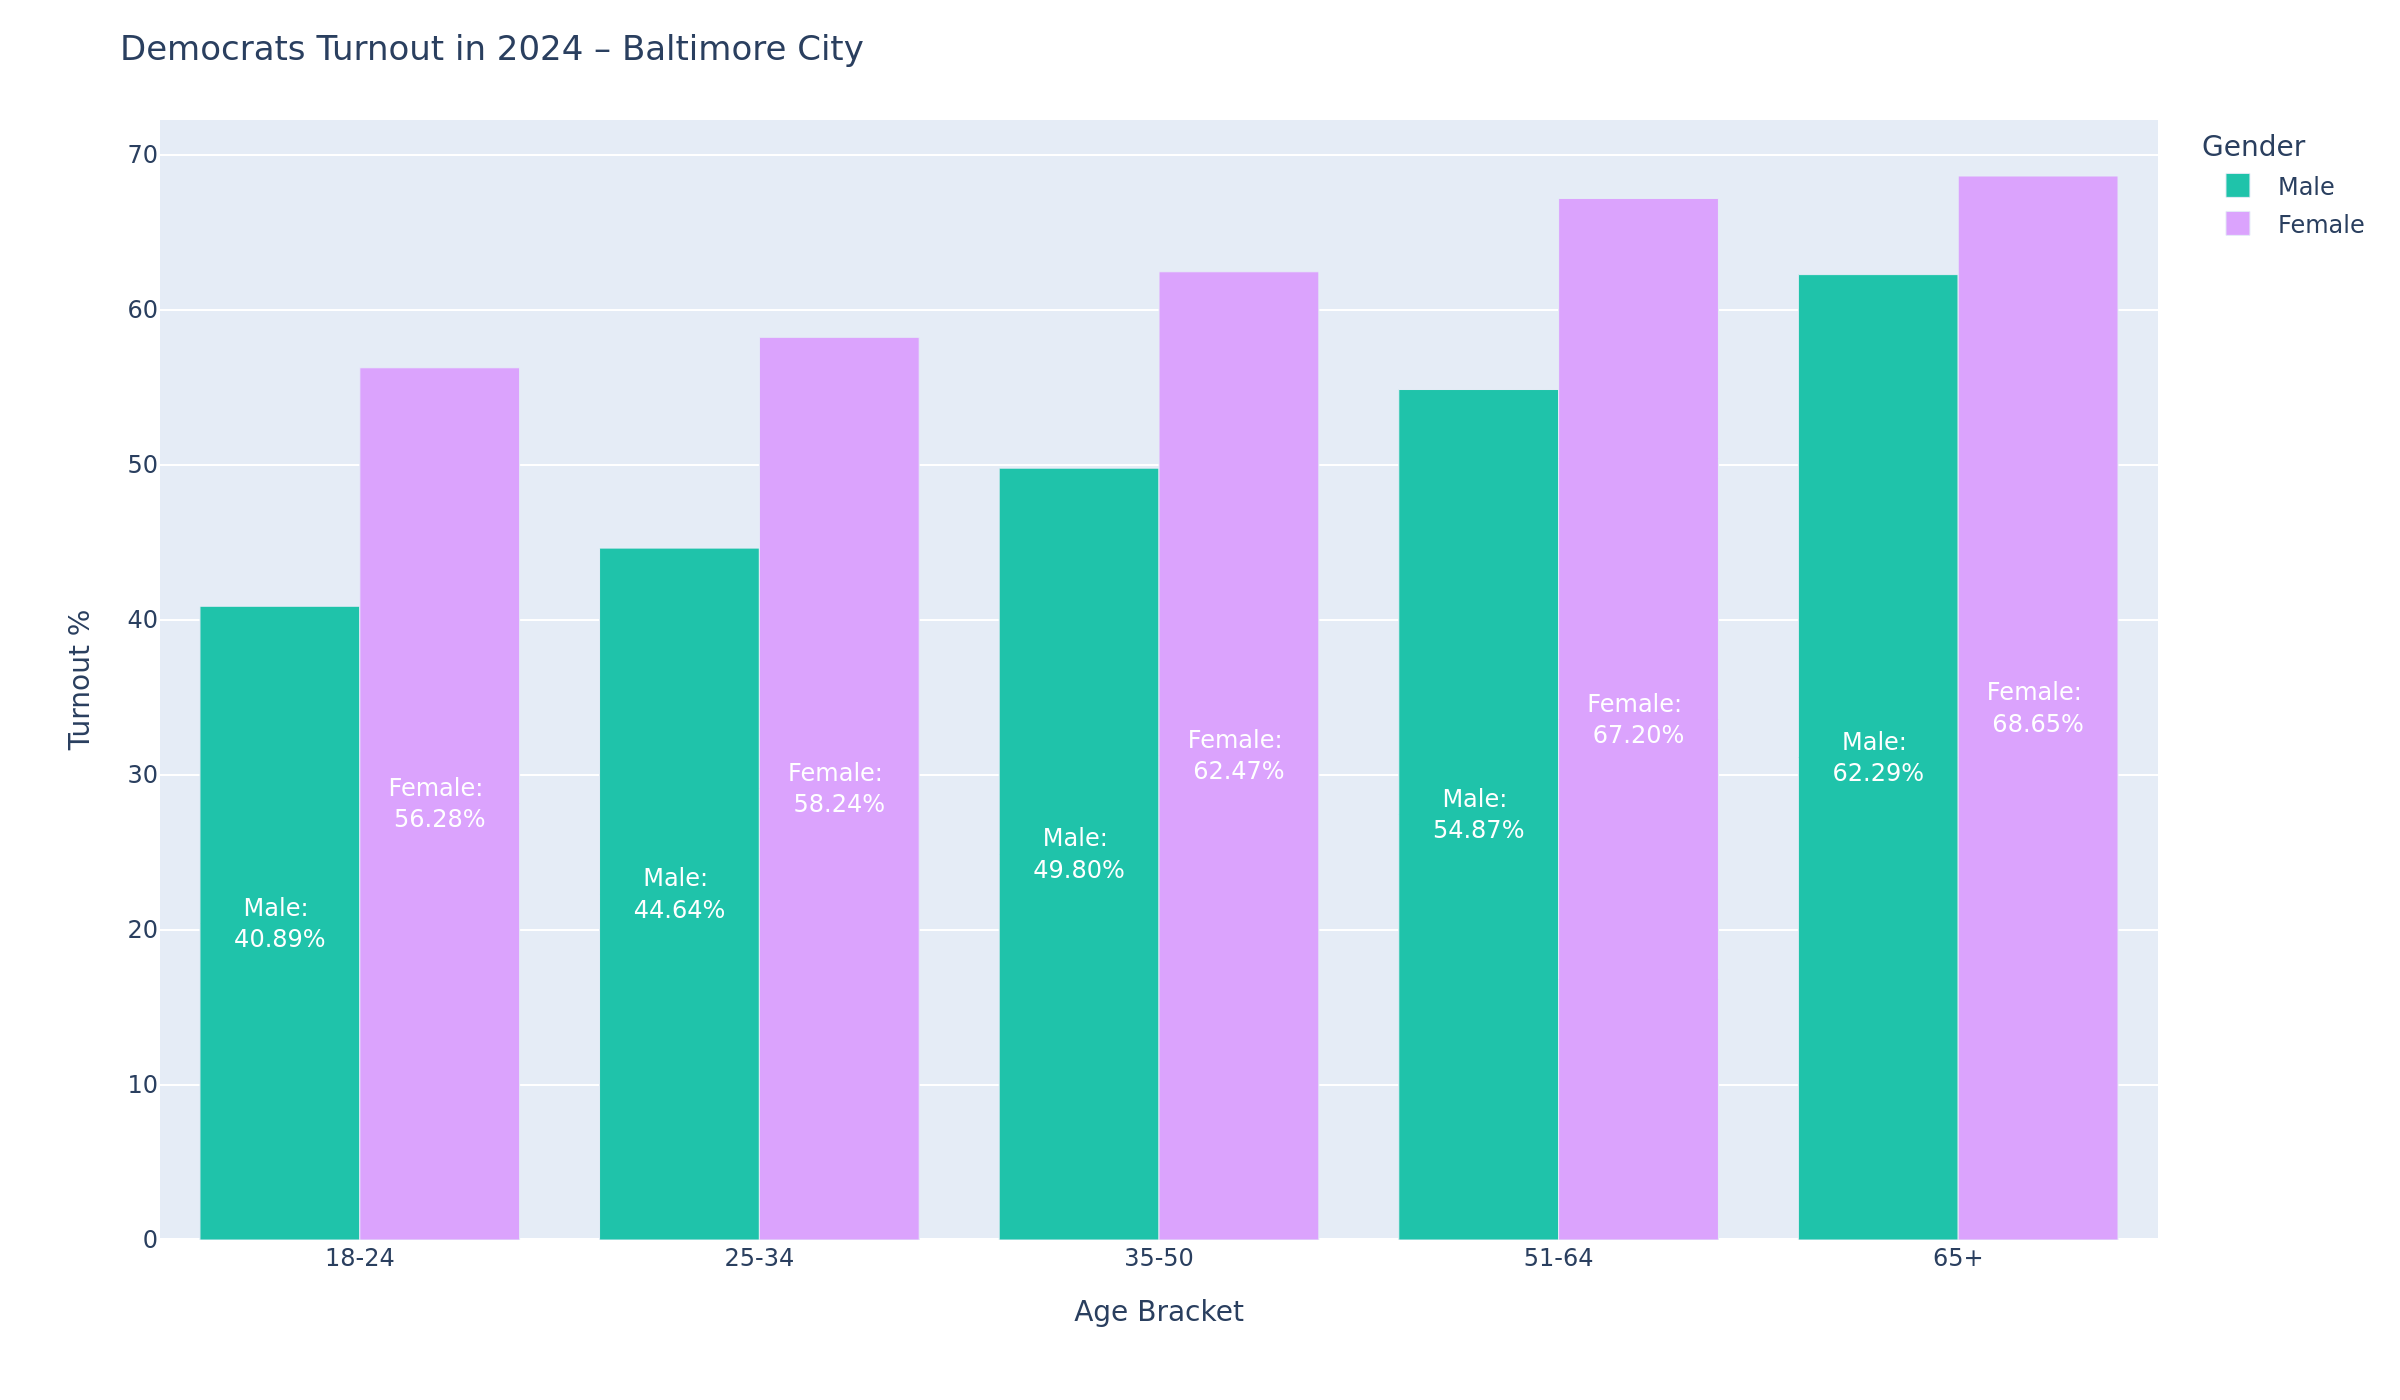 Democrats Turnout in 2024 – Baltimore City
Gender
Male
Female
Turnout %
70
60
50
40
30
20
10
0
Male:
40.89%
Female:
56.28%
Male:
44.64%
Female:
58.24%
Male:
49.80%
Female:
62.47%
Male:
54.87%
Female:
67.20%
Male:
62.29%
Female:
68.65%
18-24
25-34
35-50
51-64
65+
Age Bracket